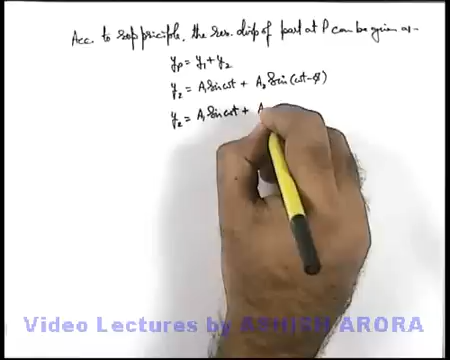 Acc. to sup priciple. the res. disp of part at P can be given as-
yₚ = y₁ + y₂
y₂ = A₁ sin ωt + A₂ sin (ωt-φ)
y₂ = A₁ sin ωt + A
Video Lectures by ASHISH ARORA